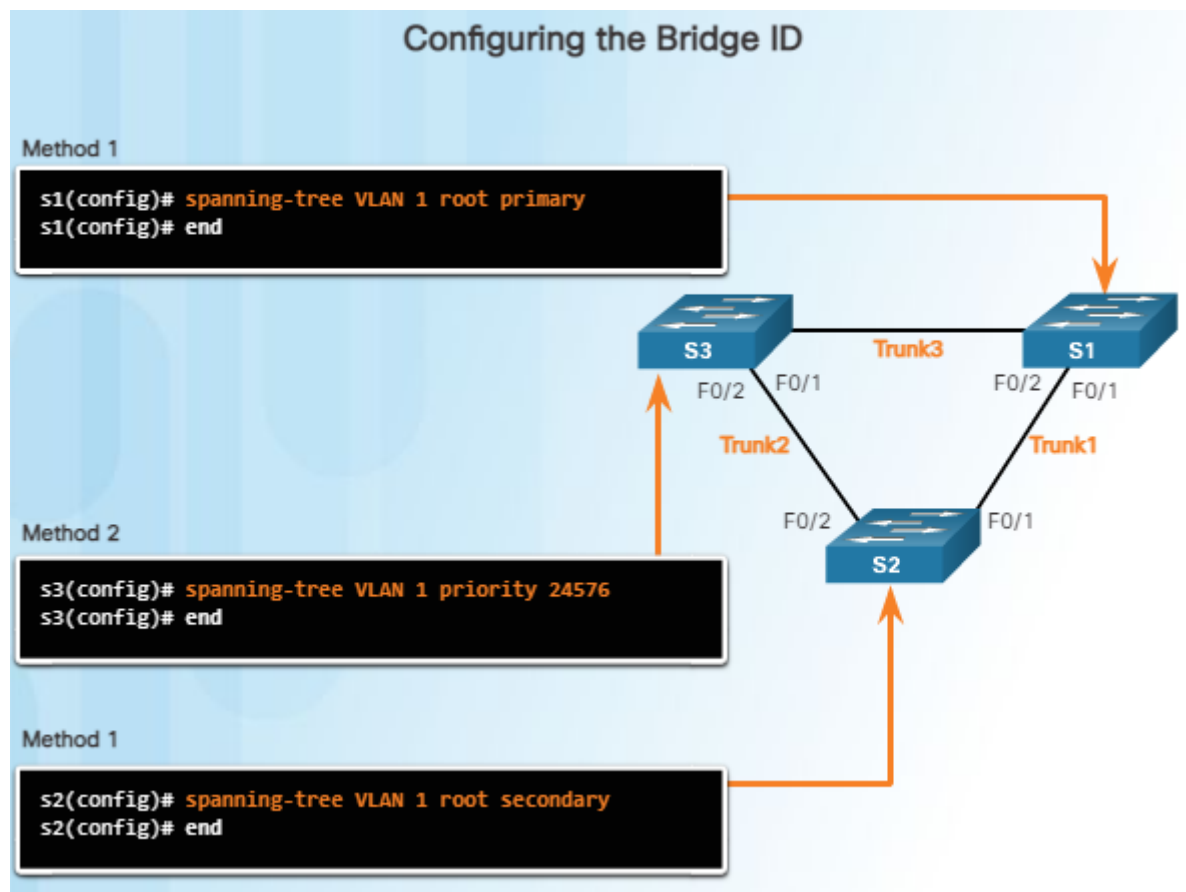 Configuring the Bridge ID
Method 1
s1(config)# spanning-tree VLAN 1 root primary
s1(config)# end
S3
Trunk3
S1
F0/2
F0/1
F0/2
F0/1
Trunk2
Trunk1
Method 2
F0/2
F0/1
S2
s3(config)# spanning-tree VLAN 1 priority 24576
s3(config)# end
Method 1
s2(config)# spanning-tree VLAN 1 root secondary
s2(config)# end